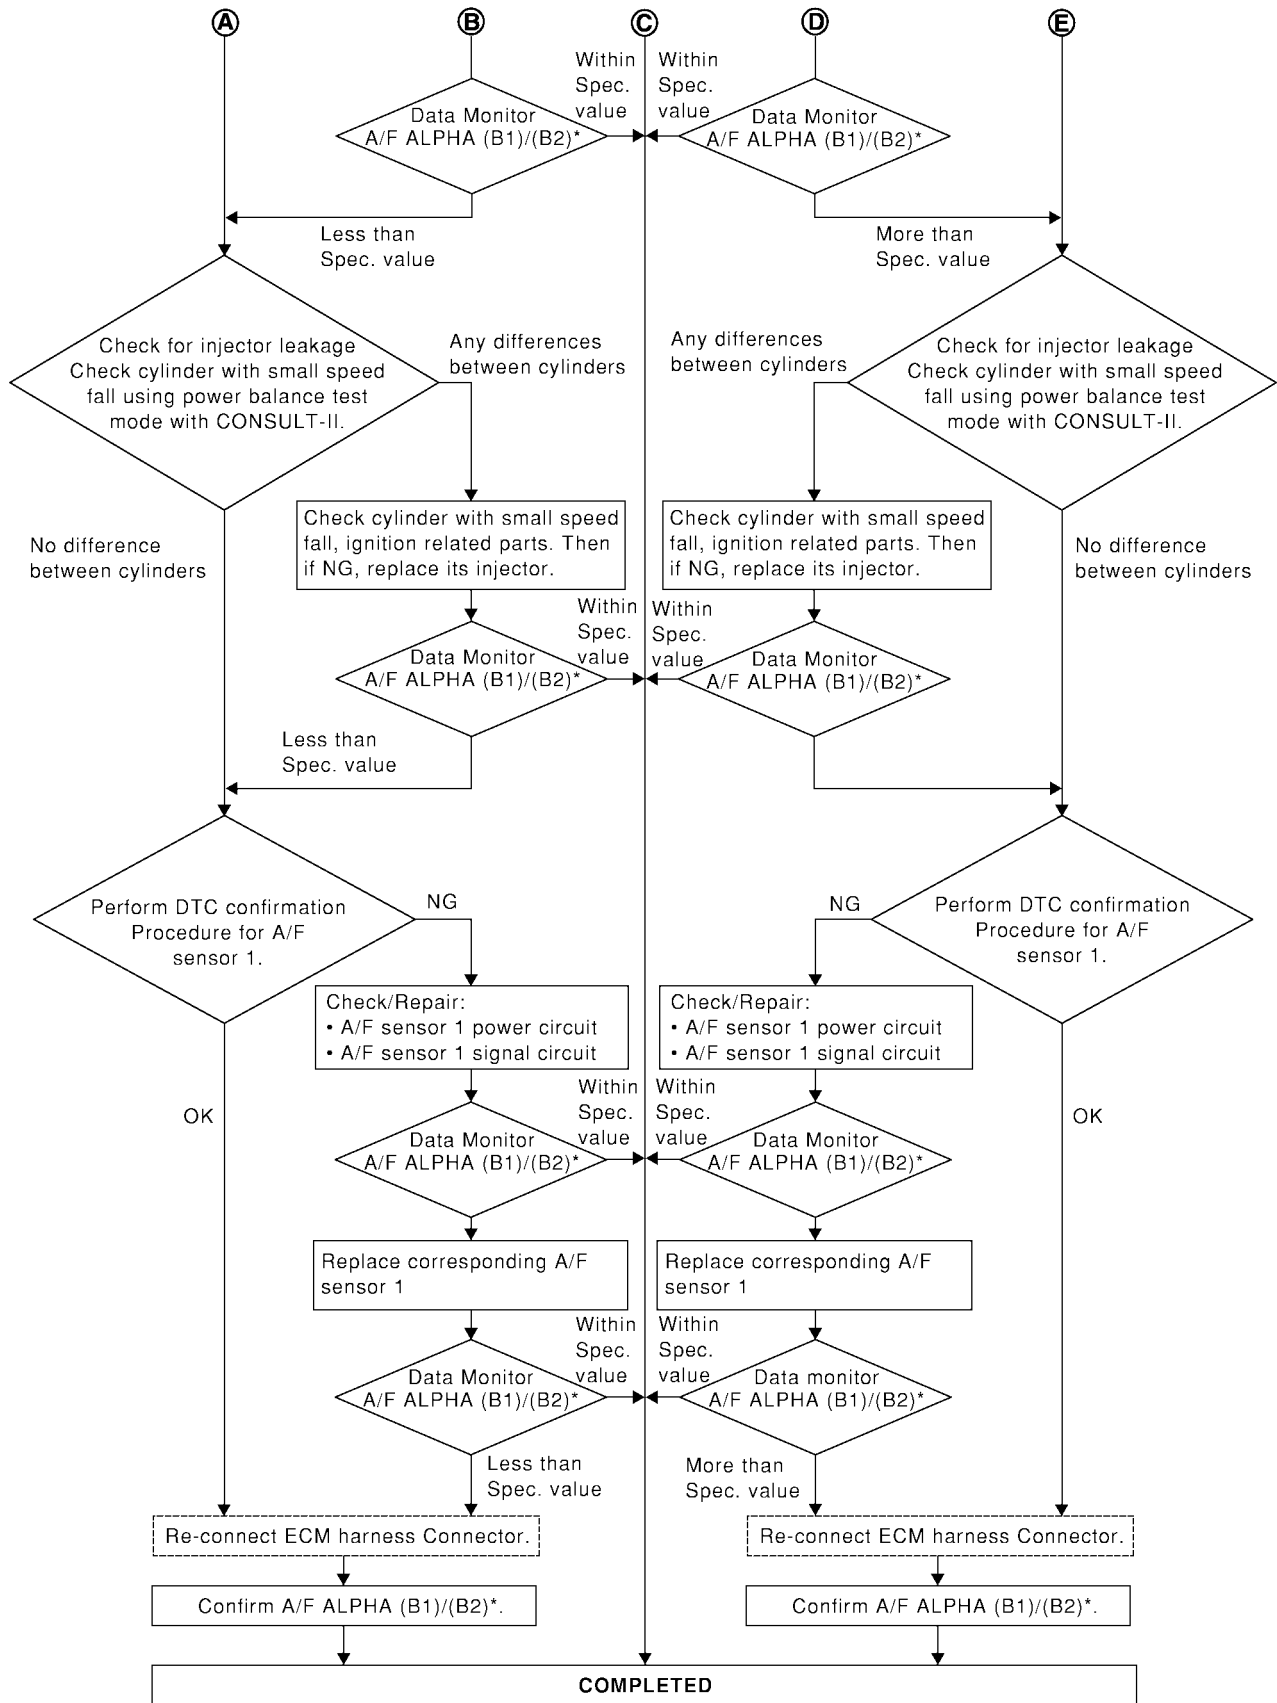 A
B
C
D
E
Within
Spec.
value
Within
Spec.
value
Data Monitor
A/F ALPHA (B1)/(B2)*
Data Monitor
A/F ALPHA (B1)/(B2)*
Less than
Spec. value
More than
Spec. value
Check for injector leakage
Check cylinder with small speed
fall using power balance test
mode with CONSULT-II.
Any differences
between cylinders
Any differences
between cylinders
Check for injector leakage
Check cylinder with small speed
fall using power balance test
mode with CONSULT-II.
No difference
between cylinders
Check cylinder with small speed
fall, ignition related parts. Then
if NG, replace its injector.
Check cylinder with small speed
fall, ignition related parts. Then
if NG, replace its injector.
No difference
between cylinders
Within
Spec.
value
Within
Spec.
value
Data Monitor
A/F ALPHA (B1)/(B2)*
Data Monitor
A/F ALPHA (B1)/(B2)*
Less than
Spec. value
Perform DTC confirmation
Procedure for A/F
sensor 1.
NG
NG
Perform DTC confirmation
Procedure for A/F
sensor 1.
Check/Repair:
• A/F sensor 1 power circuit
• A/F sensor 1 signal circuit
Check/Repair:
• A/F sensor 1 power circuit
• A/F sensor 1 signal circuit
OK
Within
Spec.
value
Within
Spec.
value
OK
Data Monitor
A/F ALPHA (B1)/(B2)*
Data Monitor
A/F ALPHA (B1)/(B2)*
Replace corresponding A/F
sensor 1
Replace corresponding A/F
sensor 1
Within
Spec.
value
Within
Spec.
value
Data Monitor
A/F ALPHA (B1)/(B2)*
Data monitor
A/F ALPHA (B1)/(B2)*
Less than
Spec. value
More than
Spec. value
Re-connect ECM harness Connector.
Re-connect ECM harness Connector.
Confirm A/F ALPHA (B1)/(B2)*.
Confirm A/F ALPHA (B1)/(B2)*.
COMPLETED